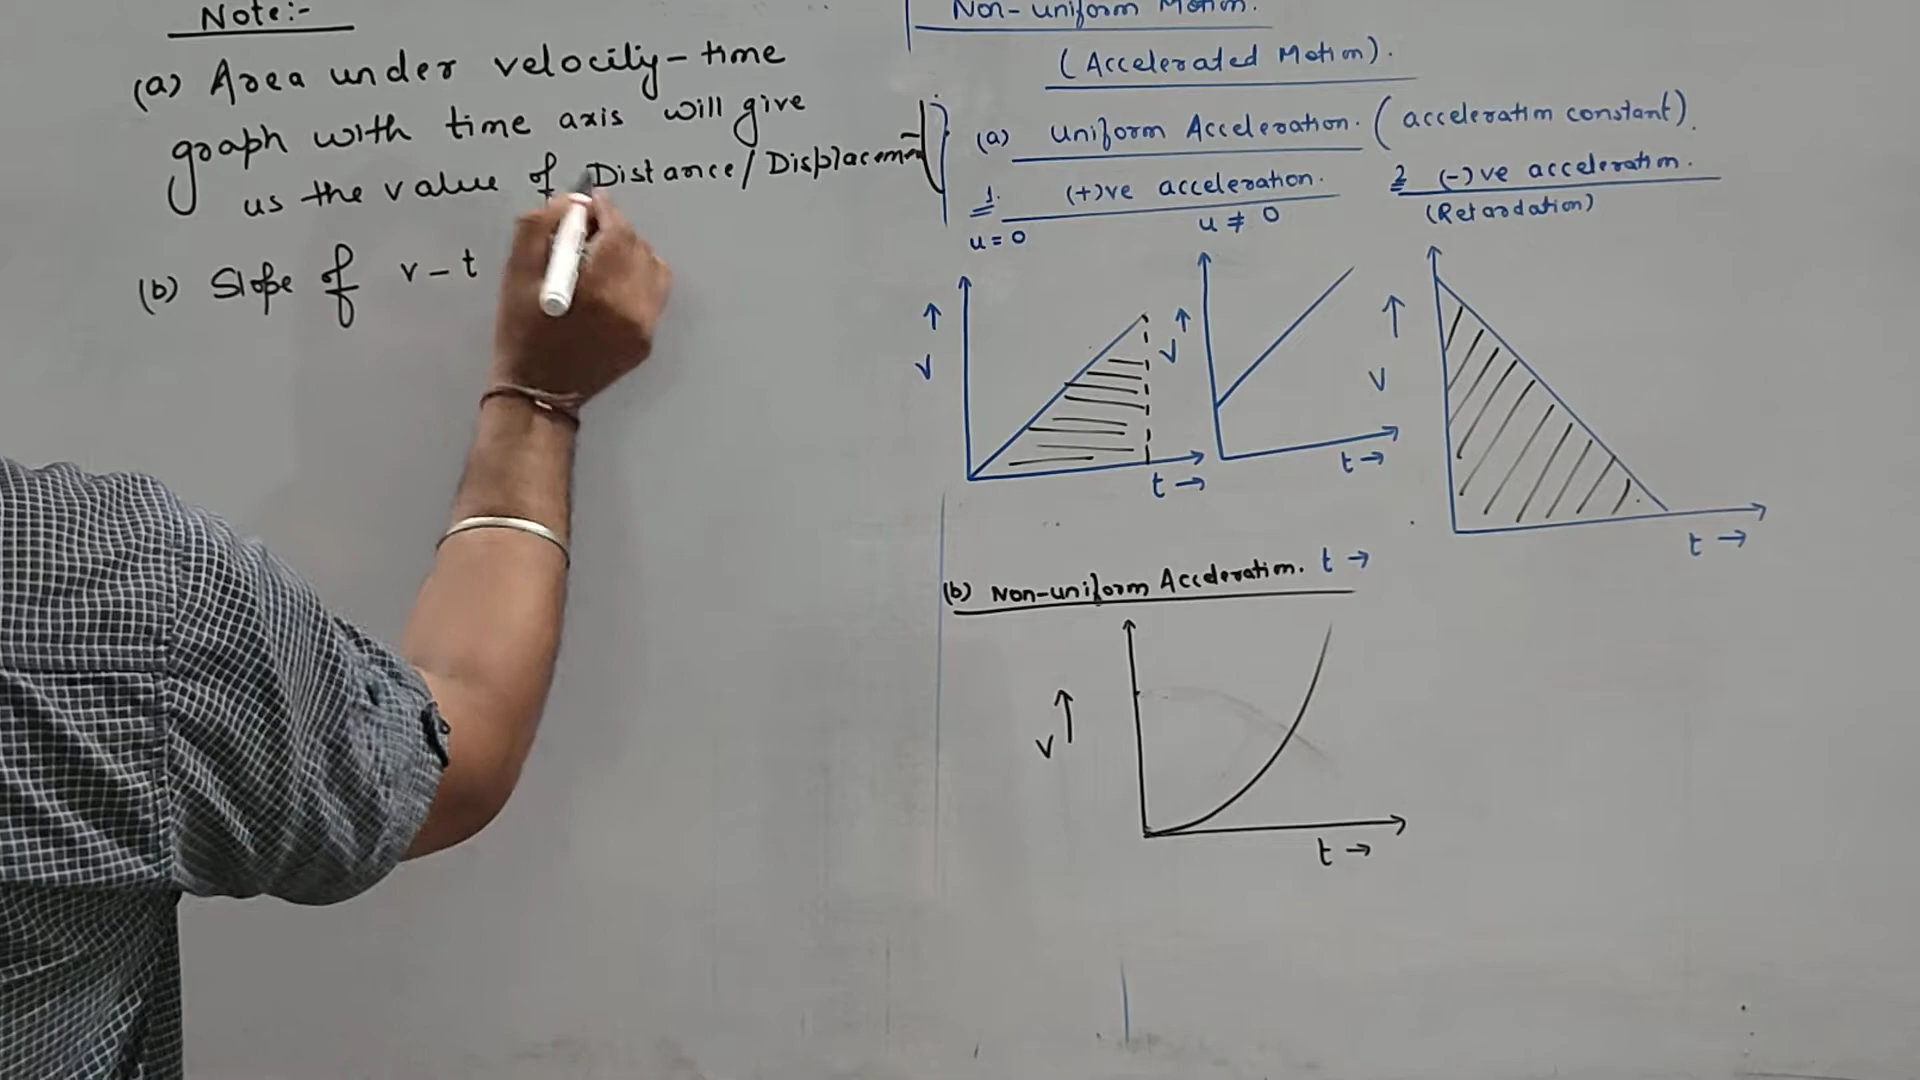 Note:-
(a) Area under velocity-time
graph with time axis will give
us the value of Distance/Displacement
(b) Slope of v-t
Non-uniform Motion.
(Accelerated Motion).
(a) uniform Acceleration. (acceleration constant).
1. (+)ve acceleration.
u = 0
u ≠ 0
2 (-)ve acceleration.
(Retardation)
↑
v
t →
v ↑
t →
↑
v
t →
(b) Non-uniform Acceleration. t →
v ↑
t →